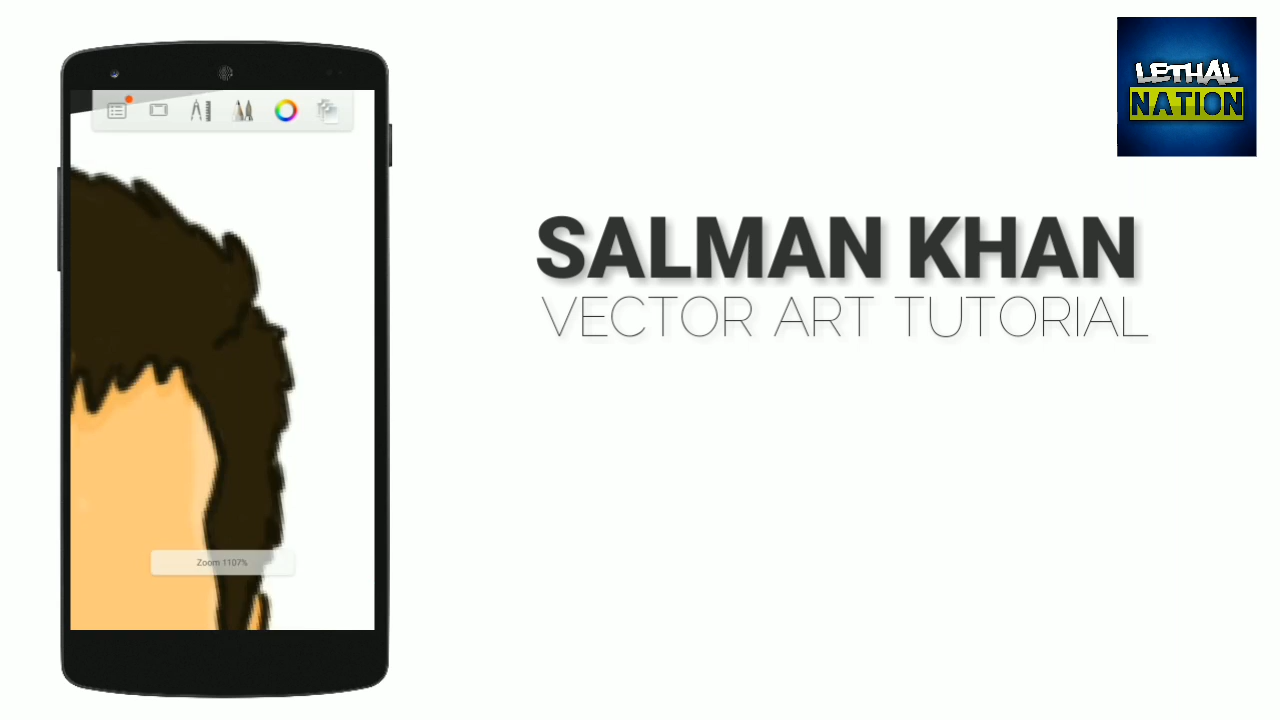 LETHAL
NATION
SALMAN KHAN
VECTOR ART TUTORIAL
Zoom 1107%